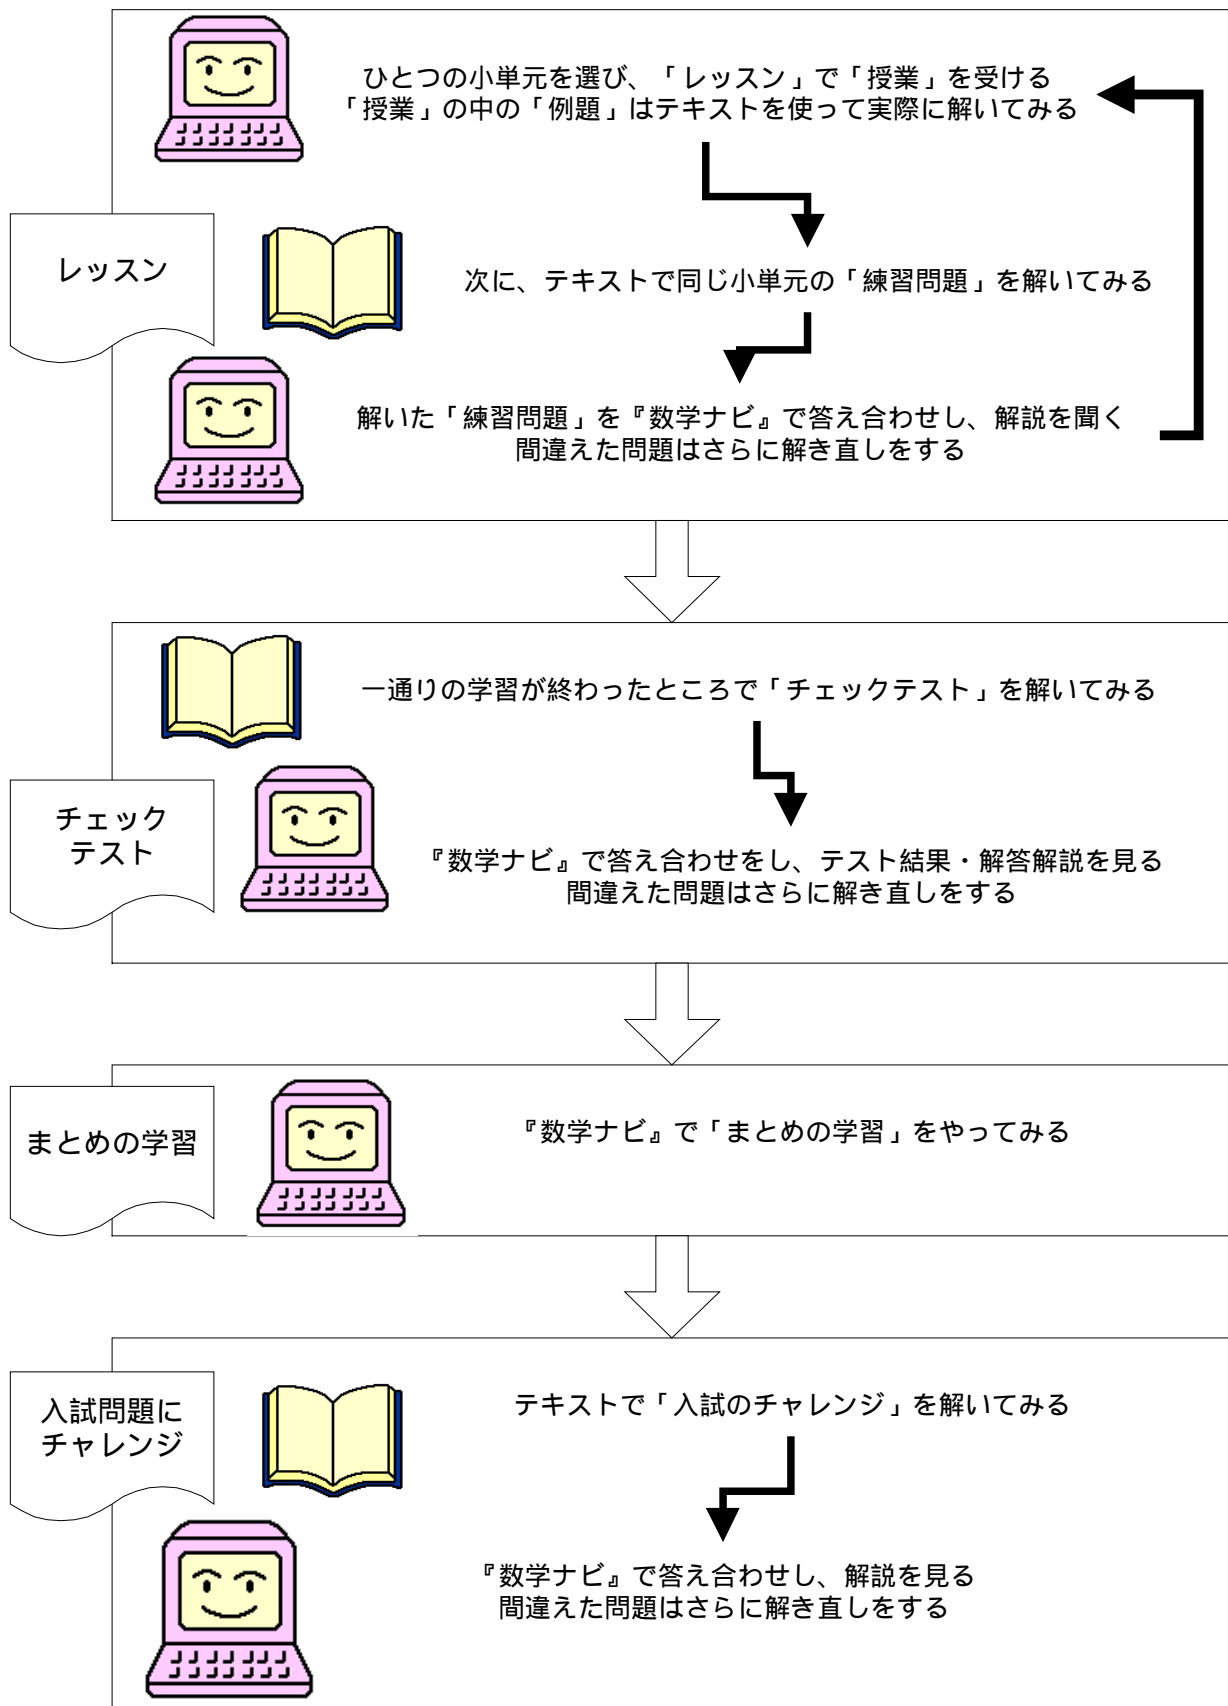 ひとつの小単元を選び、「レッスン」で「授業」を受ける
「授業」の中の「例題」はテキストを使って実際に解いてみる
レッスン
次に、テキストで同じ小単元の「練習問題」を解いてみる
解いた「練習問題」を『数学ナビ』で答え合わせし、解説を聞く
間違えた問題はさらに解き直しをする
一通りの学習が終わったところで「チェックテスト」を解いてみる
チェック
テスト
『数学ナビ』で答え合わせをし、テスト結果・解答解説を見る
間違えた問題はさらに解き直しをする
まとめの学習
『数学ナビ』で「まとめの学習」をやってみる
入試問題に
チャレンジ
テキストで「入試のチャレンジ」を解いてみる
『数学ナビ』で答え合わせし、解説を見る
間違えた問題はさらに解き直しをする